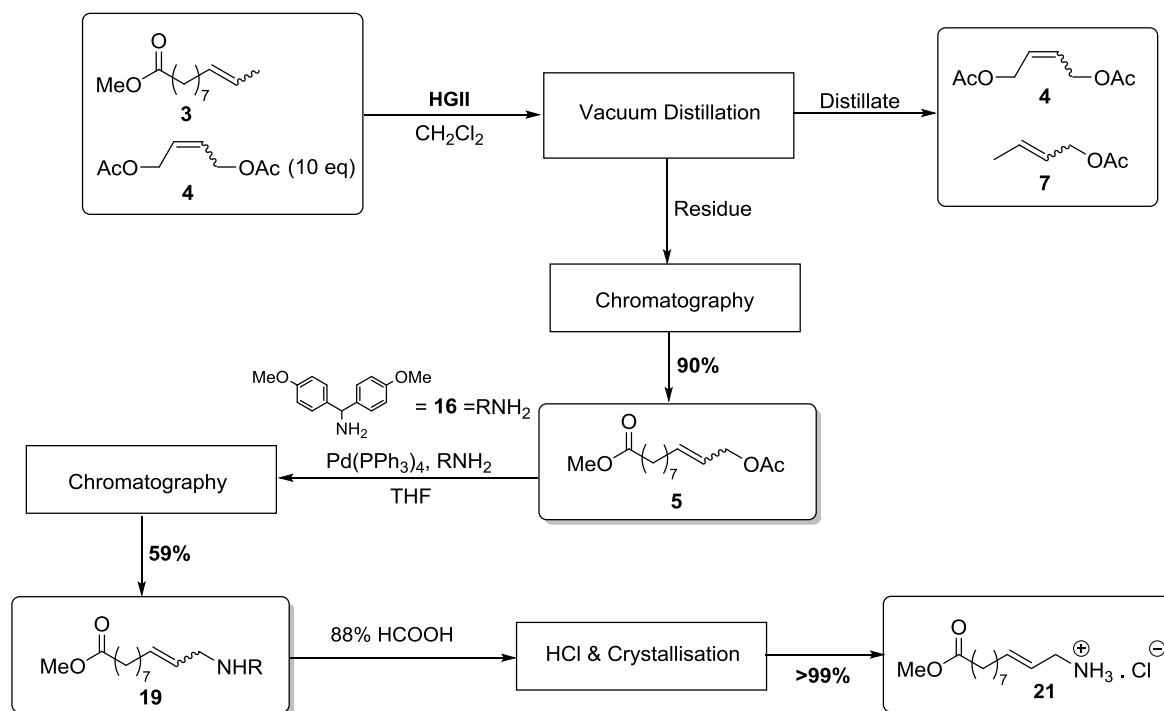 O
MeO
7
3
AcO
OAc (10 eq)
4
HGII
CH2Cl2
Vacuum Distillation
Distillate
AcO
OAc
4
OAc
7
Residue
Chromatography
90%
MeO
OMe
NH2
= 16 =RNH2
Pd(PPh3)4, RNH2
THF
Chromatography
O
MeO
7
OAc
5
59%
O
MeO
7
NHR
19
88% HCOOH
HCl & Crystallisation
>99%
O
MeO
7
⊕
NH3 . Cl⊖
21